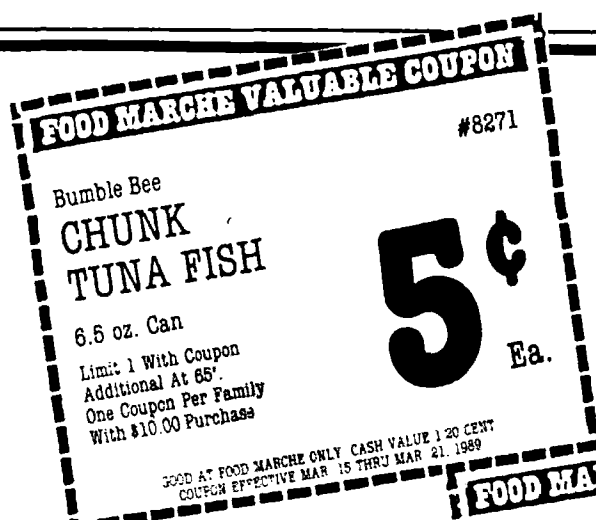 FOOD MARCHE VALUABLE COUPON
#8271
Bumble Bee
CHUNK
TUNA FISH
6.5 oz. Can
5¢
Ea.
Limit 1 With Coupon
Additional At 65'.
One Coupon Per Family
With $10.00 Purchase
GOOD AT FOOD MARCHE ONLY CASH VALUE 1 20 CENT
COUPON EFFECTIVE MAR. 15 THRU MAR 21, 1989
FOOD MA